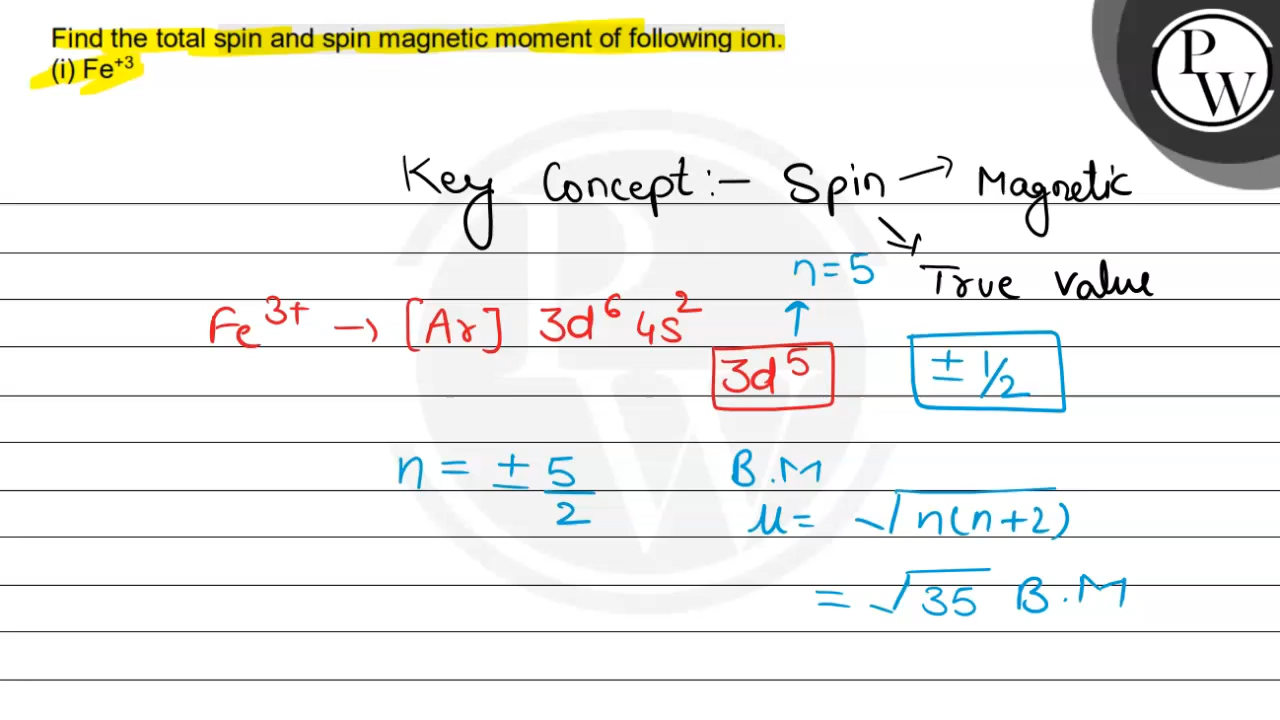 Find the total spin and spin magnetic moment of following ion.
(i) Fe⁺³
P
W
Key Concept:- Spin → Magnetic
↘ True value
n=5
↑
Fe³⁺ → [Ar] 3d⁶ 4s²
3d⁵
± 1/2
n = ± 5/2
B.M
μ = √n(n+2)
= √35 B.M